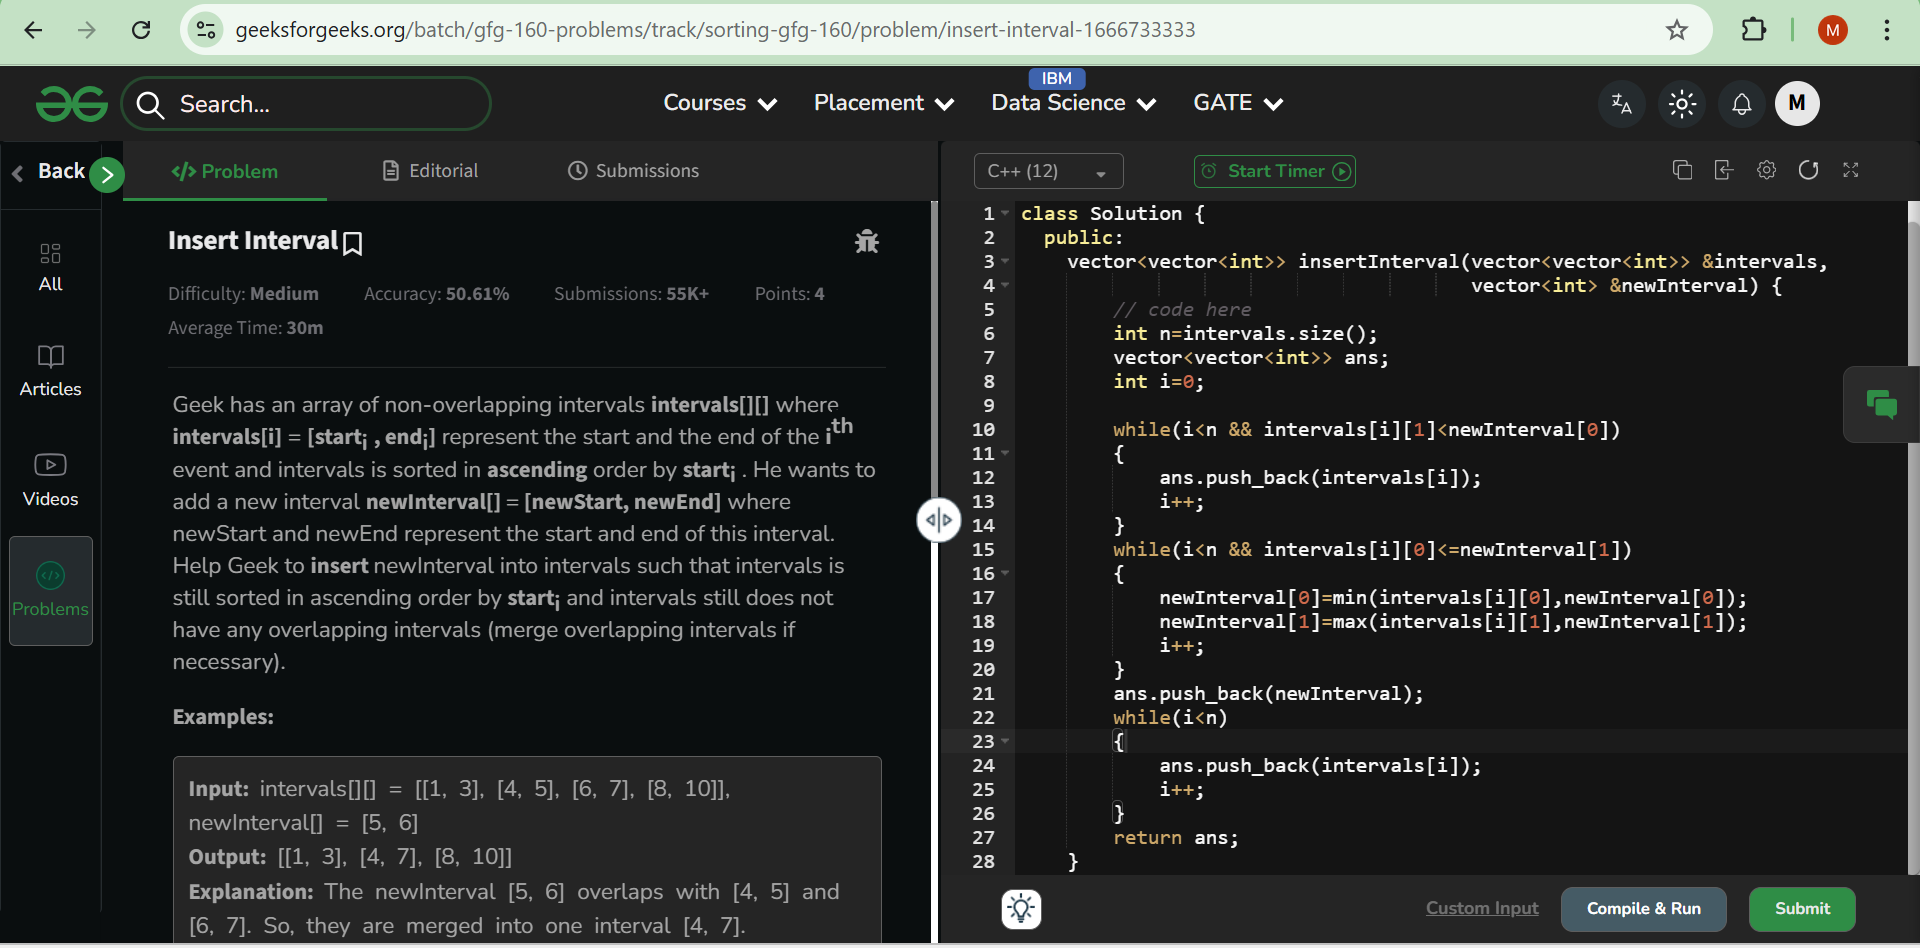 geeksforgeeks.org/batch/gfg-160-problems/track/sorting-gfg-160/problem/insert-interval-1666733333
M
Search...
Courses
Placement
IBM
Data Science
GATE
M
Back
All
Articles
Videos
Problems
Problem
Editorial
Submissions
Insert Interval
Difficulty: Medium Accuracy: 50.61% Submissions: 55K+ Points: 4
Average Time: 30m
Geek has an array of non-overlapping intervals intervals[][] where
intervals[i] = [starti , endi] represent the start and the end of the ith
event and intervals is sorted in ascending order by starti . He wants to
add a new interval newInterval[] = [newStart, newEnd] where
newStart and newEnd represent the start and end of this interval.
Help Geek to insert newInterval into intervals such that intervals is
still sorted in ascending order by starti and intervals still does not
have any overlapping intervals (merge overlapping intervals if
necessary).
Examples:
Input: intervals[][] = [[1, 3], [4, 5], [6, 7], [8, 10]],
newInterval[] = [5, 6]
Output: [[1, 3], [4, 7], [8, 10]]
Explanation: The newInterval [5, 6] overlaps with [4, 5] and
[6, 7]. So, they are merged into one interval [4, 7].
C++ (12)
Start Timer
1 class Solution {
2 public:
3 vector<vector<int>> insertInterval(vector<vector<int>> &intervals,
4 vector<int> &newInterval) {
5 // code here
6 int n=intervals.size();
7 vector<vector<int>> ans;
8 int i=0;
9
10 while(i<n && intervals[i][1]<newInterval[0])
11 {
12 ans.push_back(intervals[i]);
13 i++;
14 }
15 while(i<n && intervals[i][0]<=newInterval[1])
16 {
17 newInterval[0]=min(intervals[i][0],newInterval[0]);
18 newInterval[1]=max(intervals[i][1],newInterval[1]);
19 i++;
20 }
21 ans.push_back(newInterval);
22 while(i<n)
23 {
24 ans.push_back(intervals[i]);
25 i++;
26 }
27 return ans;
28 }
Custom Input
Compile & Run
Submit